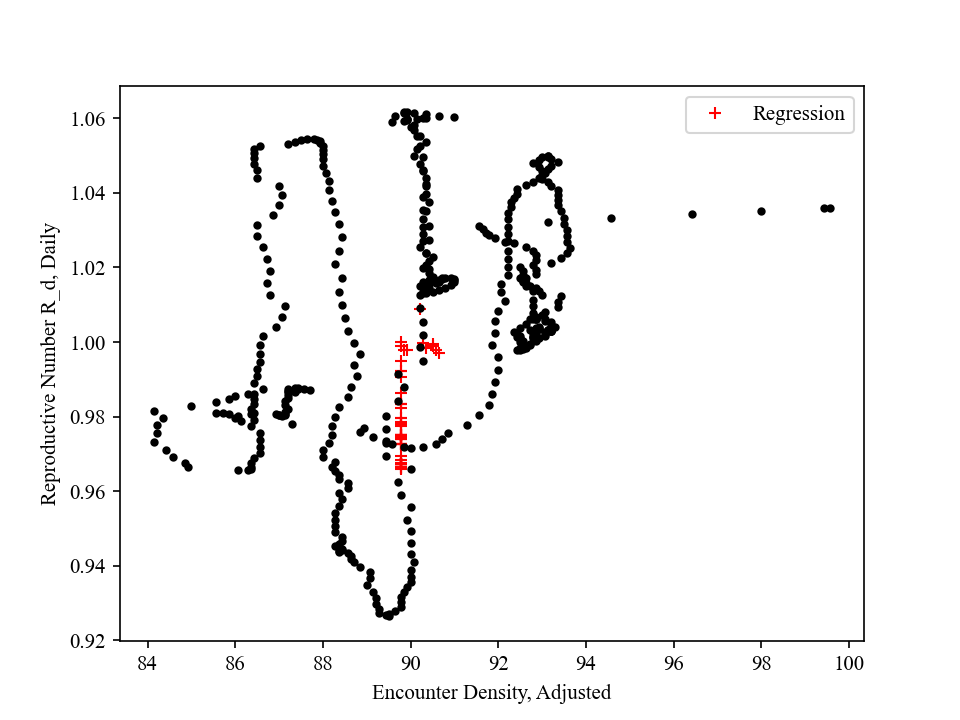 Regression
1.06
1.04
1.02
1.00
0.98
0.96
0.94
0.92
Reproductive Number R_d, Daily
84 86 88 90 92 94 96 98 100
Encounter Density, Adjusted